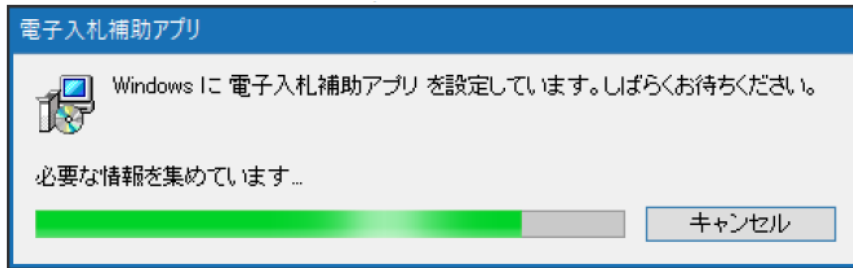 電子入札補助アプリ
Windows に 電子入札補助アプリ を設定しています。しばらくお待ちください。
必要な情報を集めています...
キャンセル